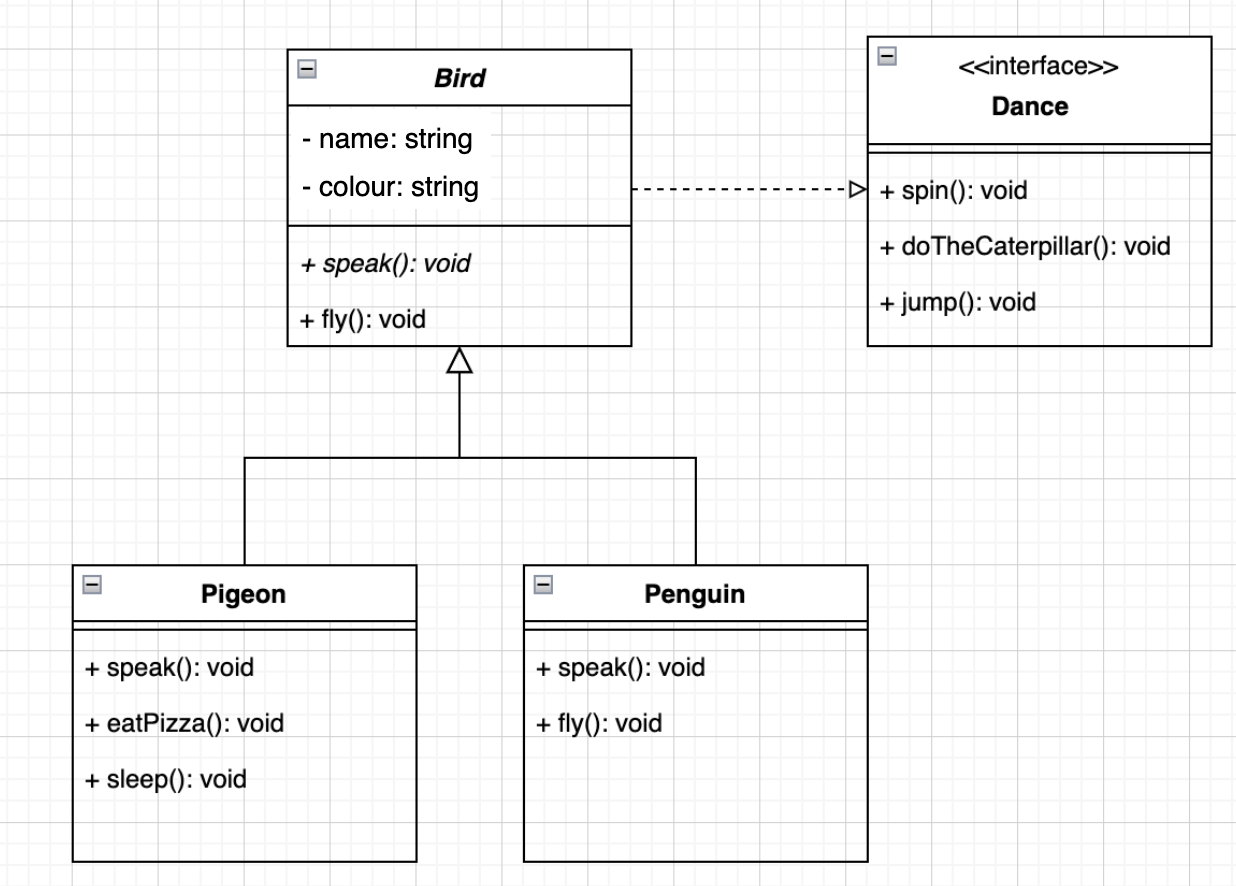 Bird
- name: string
- colour: string
+ speak(): void
+ fly(): void
<<interface>>
Dance
+ spin(): void
+ doTheCaterpillar(): void
+ jump(): void
Pigeon
+ speak(): void
+ eatPizza(): void
+ sleep(): void
Penguin
+ speak(): void
+ fly(): void